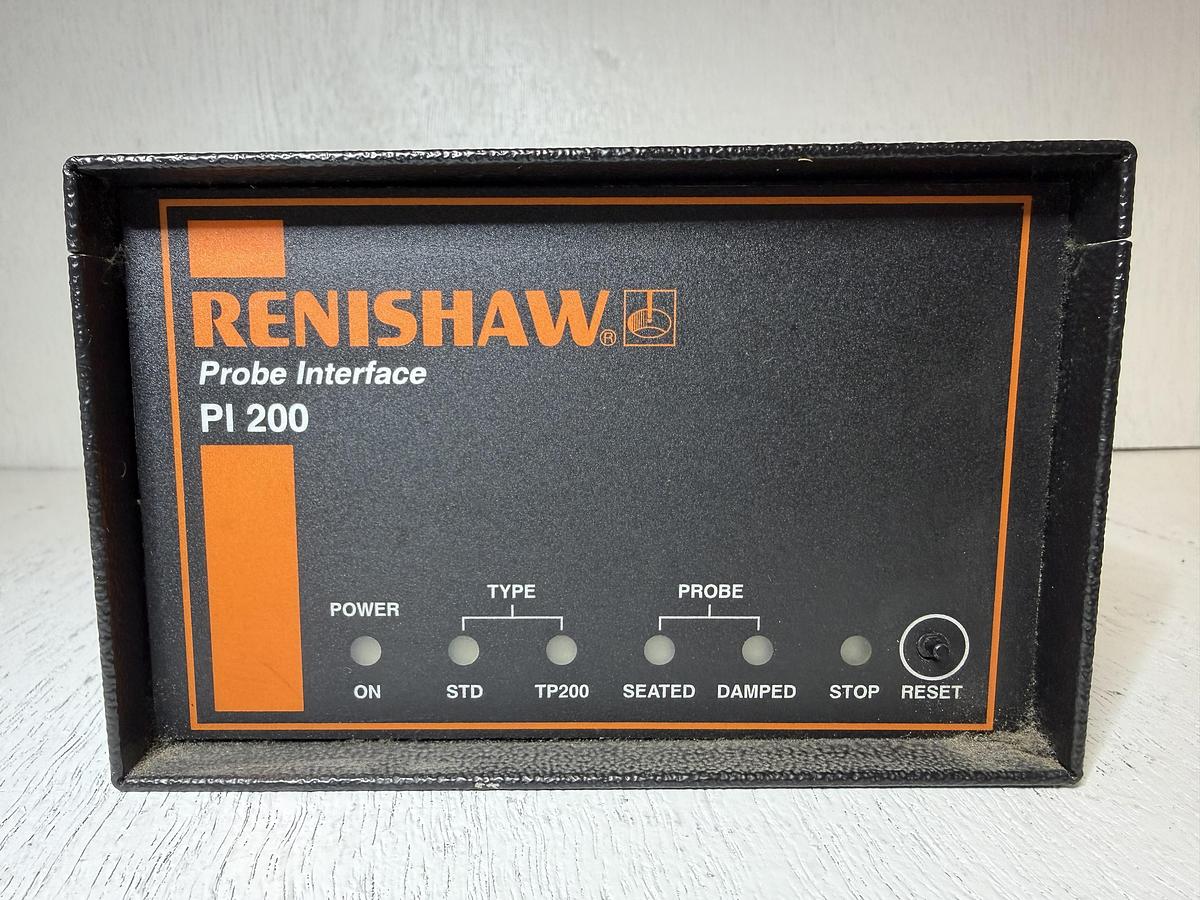 RENISHAW®
Probe Interface
PI 200
TYPE PROBE
POWER
ON STD TP200 SEATED DAMPED STOP RESET